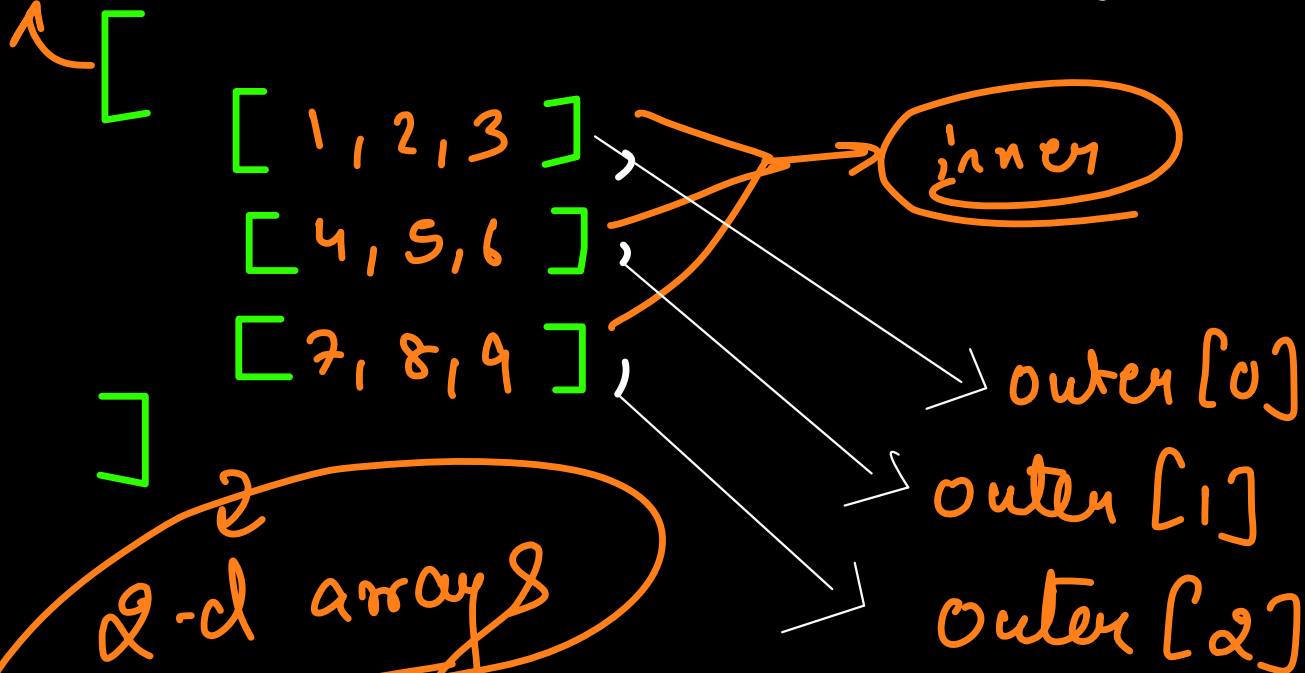 [
[ 1, 2, 3 ], inner
[ 4, 5, 6 ],
[ 7, 8, 9 ],
]
outer [0]
outer [1]
outer [2]
2-d arrays